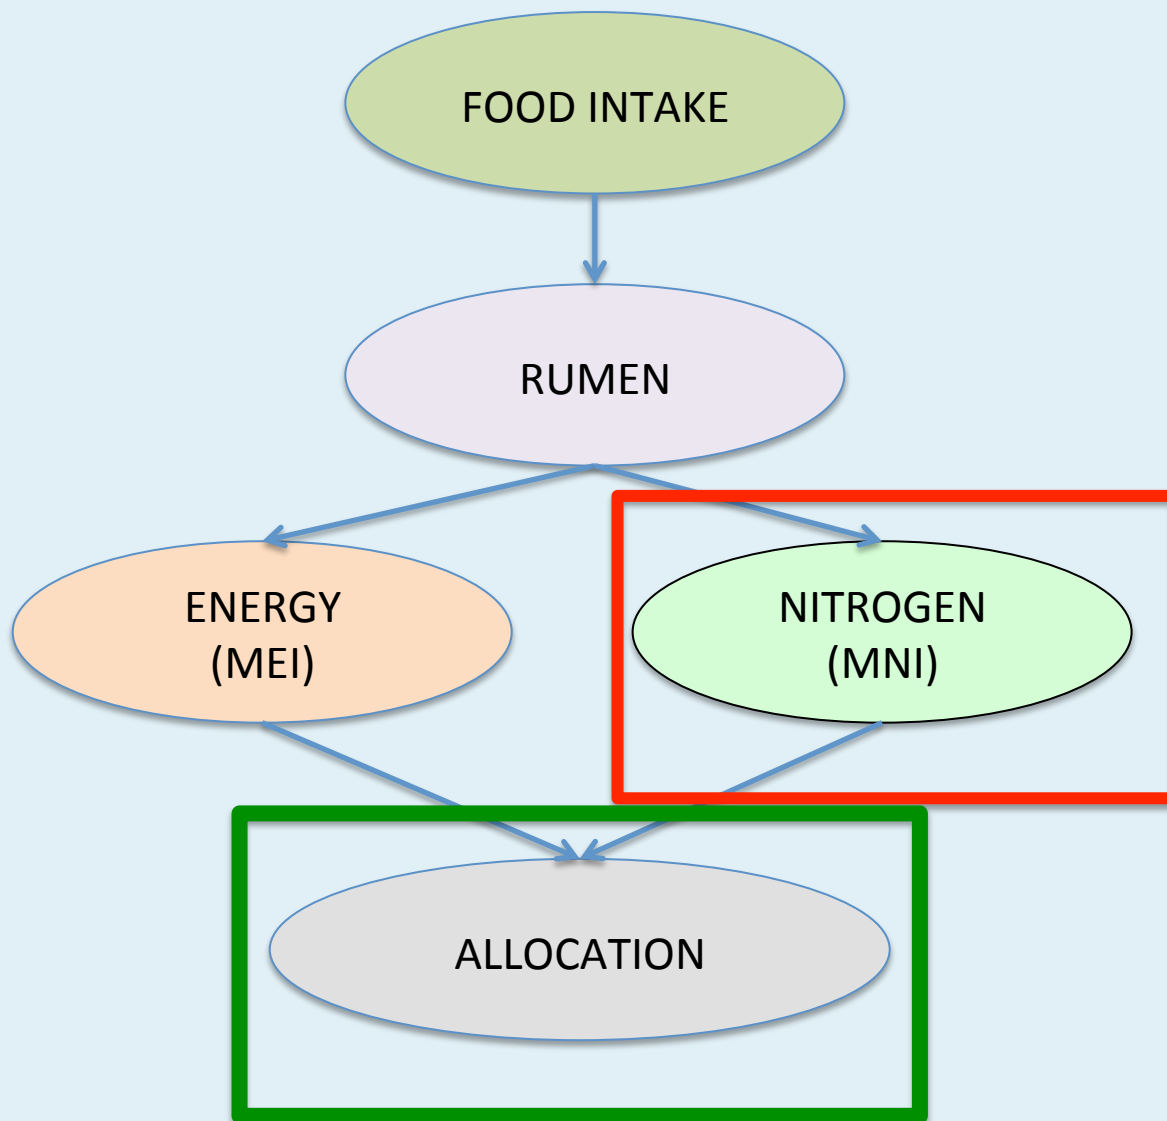 FOOD INTAKE
RUMEN
ENERGY
(MEI)
NITROGEN
(MNI)
ALLOCATION